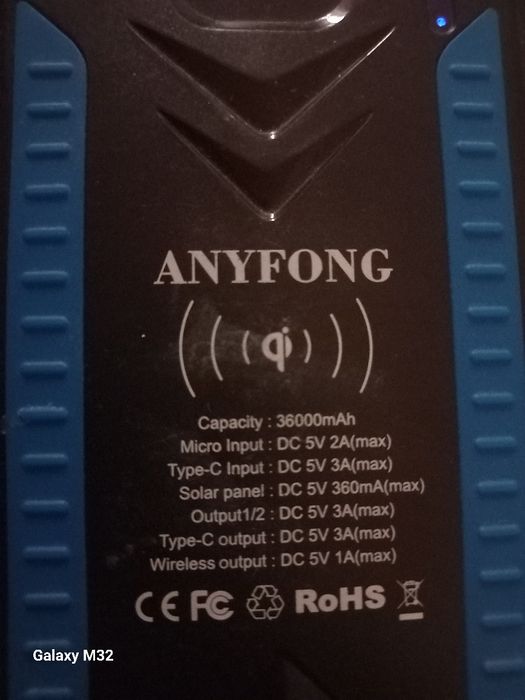 ANYFONG
qi
Capacity : 36000mAh
Micro Input : DC 5V 2A(max)
Type-C Input : DC 5V 3A(max)
Solar panel : DC 5V 360mA(max)
Output1/2 : DC 5V 3A(max)
Type-C output : DC 5V 3A(max)
Wireless output : DC 5V 1A(max)
CE FC RoHS
Galaxy M32